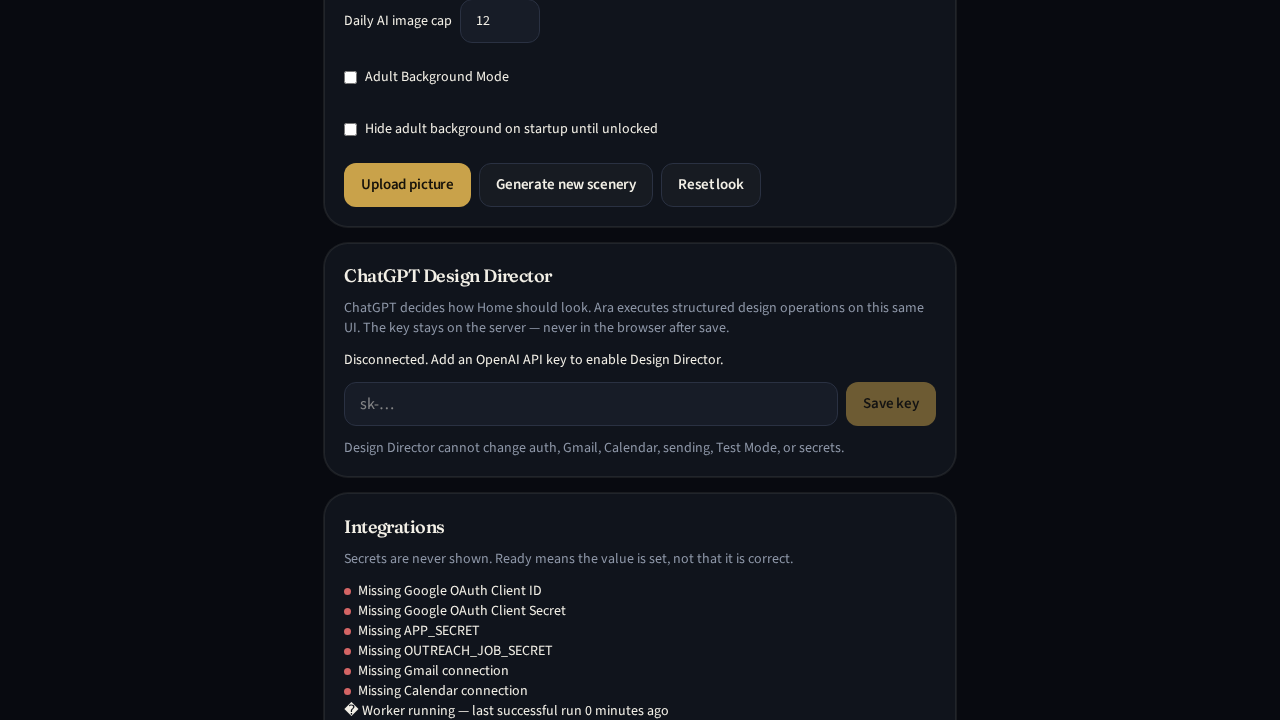 Daily AI image cap 12
Adult Background Mode
Hide adult background on startup until unlocked
Upload picture Generate new scenery Reset look
ChatGPT Design Director
ChatGPT decides how Home should look. Ara executes structured design operations on this same
UI. The key stays on the server — never in the browser after save.
Disconnected. Add an OpenAI API key to enable Design Director.
sk-… Save key
Design Director cannot change auth, Gmail, Calendar, sending, Test Mode, or secrets.
Integrations
Secrets are never shown. Ready means the value is set, not that it is correct.
Missing Google OAuth Client ID
Missing Google OAuth Client Secret
Missing APP_SECRET
Missing OUTREACH_JOB_SECRET
Missing Gmail connection
Missing Calendar connection
� Worker running — last successful run 0 minutes ago